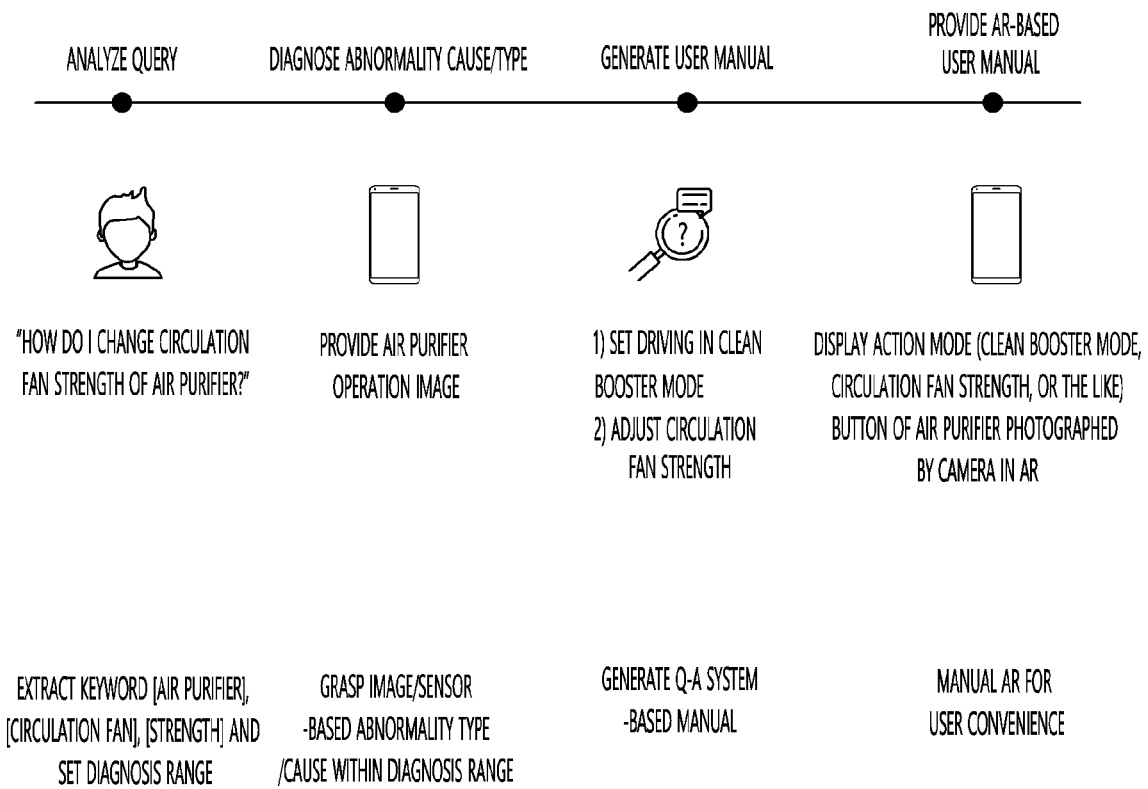 ANALYZE QUERY
DIAGNOSE ABNORMALITY CAUSE/TYPE
GENERATE USER MANUAL
PROVIDE AR-BASED
USER MANUAL
"HOW DO I CHANGE CIRCULATION
FAN STRENGTH OF AIR PURIFIER?"
PROVIDE AIR PURIFIER
OPERATION IMAGE
?
1) SET DRIVING IN CLEAN
BOOSTER MODE
2) ADJUST CIRCULATION
FAN STRENGTH
DISPLAY ACTION MODE (CLEAN BOOSTER MODE,
CIRCULATION FAN STRENGTH, OR THE LIKE)
BUTTON OF AIR PURIFIER PHOTOGRAPHED
BY CAMERA IN AR
EXTRACT KEYWORD [AIR PURIFIER],
[CIRCULATION FAN], [STRENGTH] AND
SET DIAGNOSIS RANGE
GRASP IMAGE/SENSOR
-BASED ABNORMALITY TYPE
/CAUSE WITHIN DIAGNOSIS RANGE
GENERATE Q-A SYSTEM
-BASED MANUAL
MANUAL AR FOR
USER CONVENIENCE